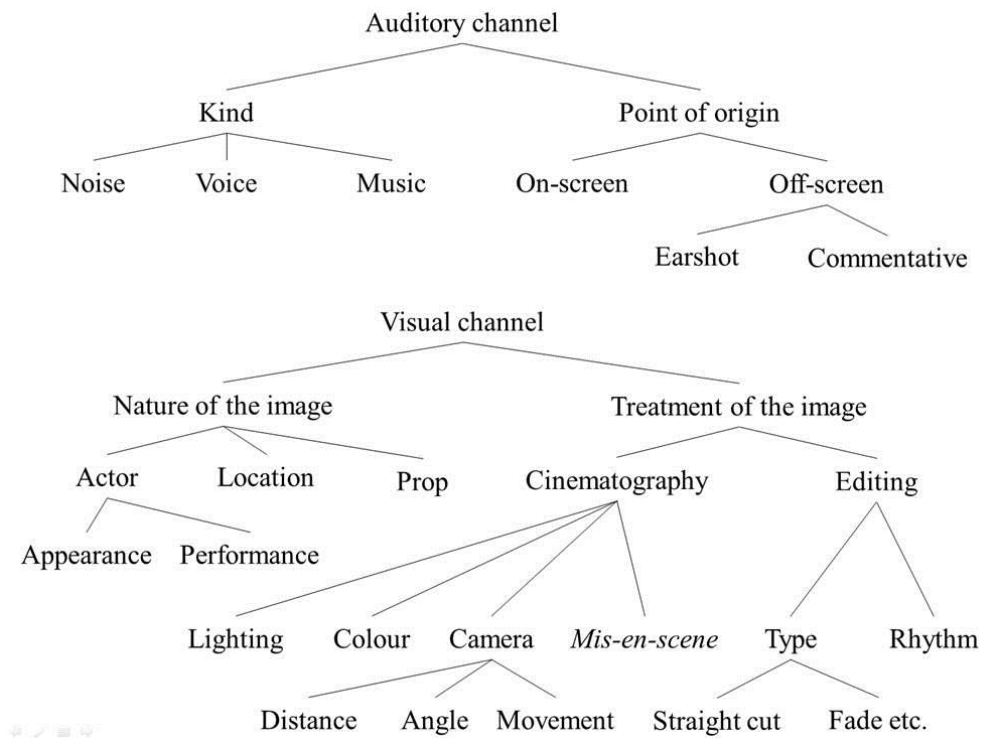 Auditory channel
Kind Point of origin
Noise Voice Music On-screen Off-screen
Earshot Commentative
Visual channel
Nature of the image Treatment of the image
Actor Location Prop Cinematography Editing
Appearance Performance
Lighting Colour Camera Mis-en-scene Type Rhythm
Distance Angle Movement Straight cut Fade etc.